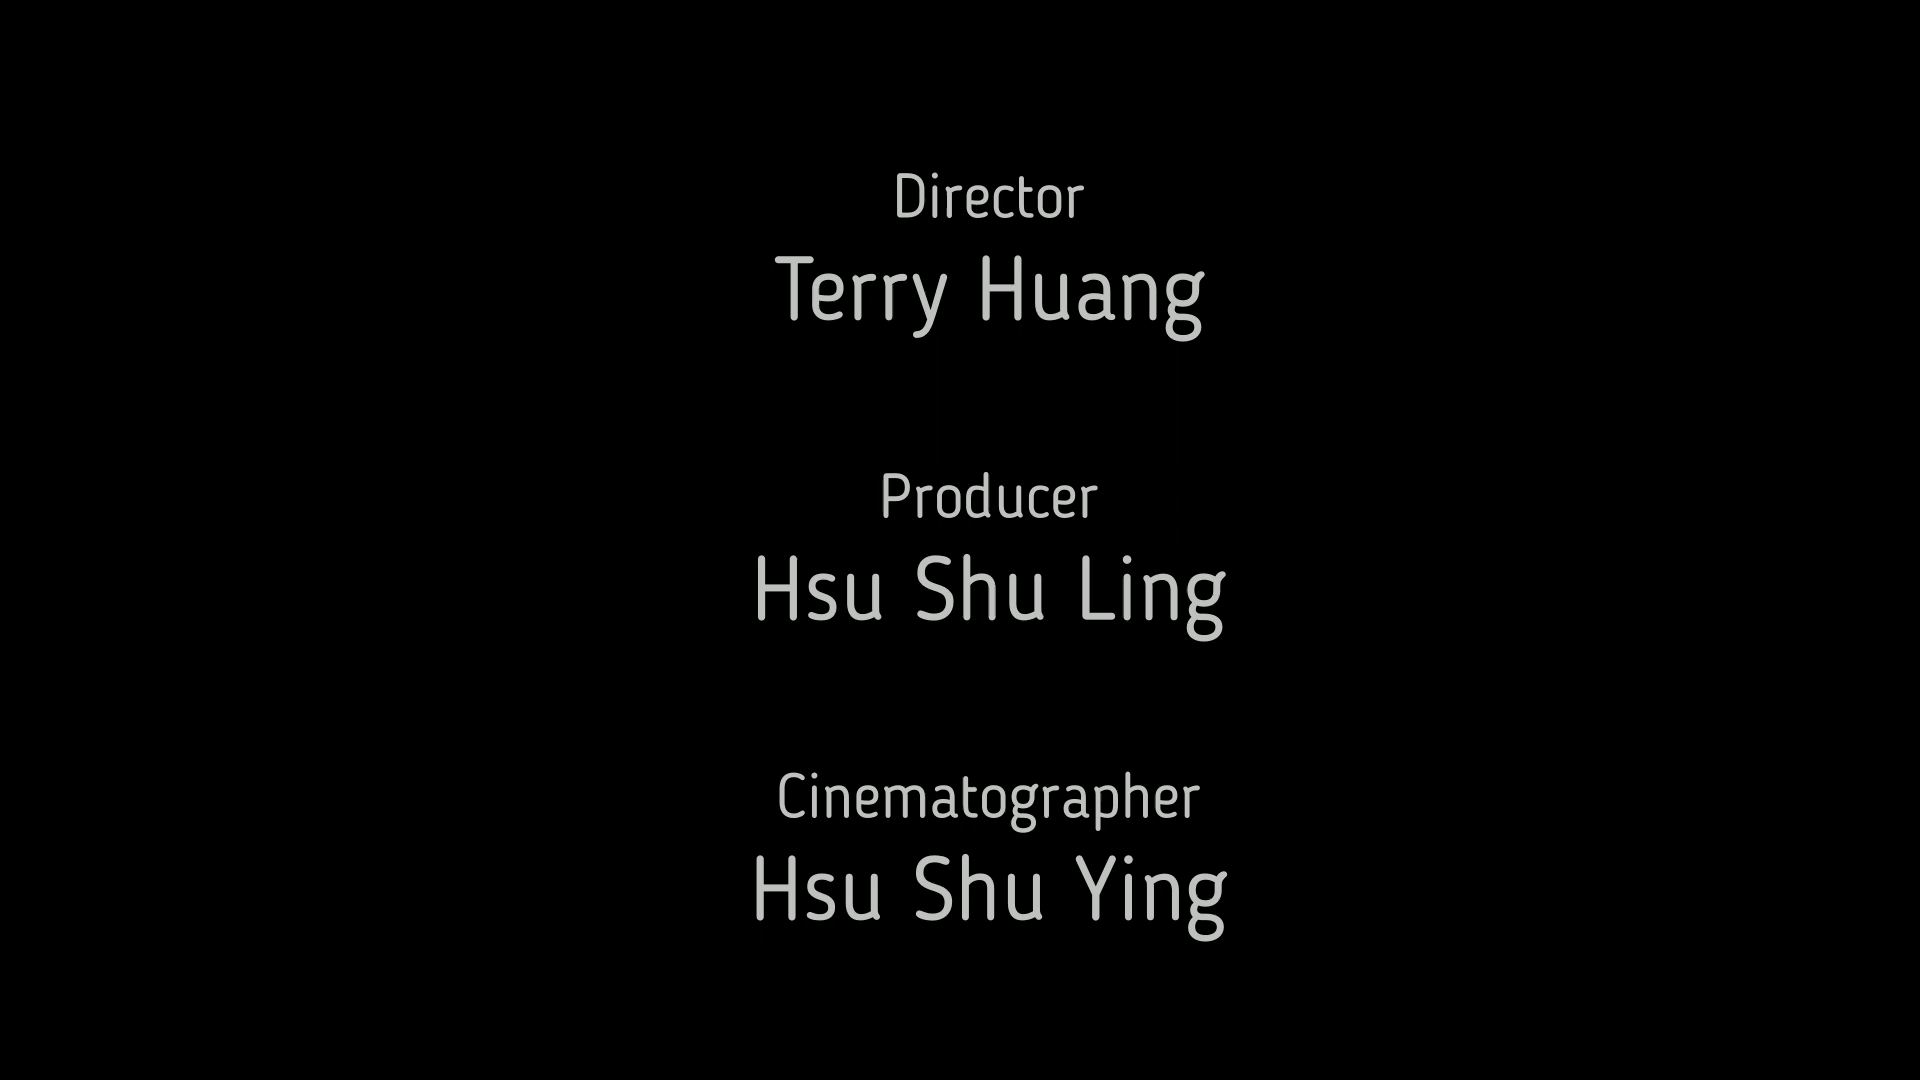 Director
Terry Huang
Producer
Hsu Shu Ling
Cinematographer
Hsu Shu Ying